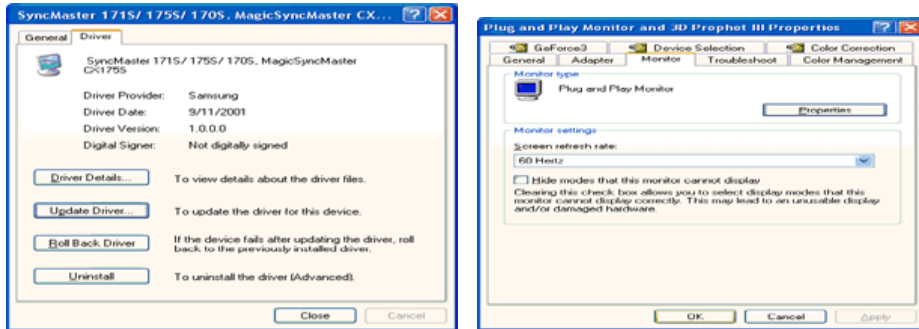 SyncMaster 171S/ 175S/ 170S, MagicSyncMaster CX...
General
Driver
SyncMaster 171S/ 175S/ 170S, MagicSyncMaster
CX175S
Driver Provider: Samsung
Driver Date: 9/11/2001
Driver Version: 1.0.0.0
Digital Signer: Not digitally signed
Driver Details...
To view details about the driver files.
Update Driver...
To update the driver for this device.
Roll Back Driver
If the device fails after updating the driver, roll
back to the previously installed driver.
Uninstall
To uninstall the driver (Advanced).
Close
Cancel
Plug and Play Monitor and 3D Prophet III Properties
GeForce3
Device Selection
Color Correction
General
Adapter
Monitor
Troubleshoot
Color Management
Monitor type
Plug and Play Monitor
Properties
Monitor settings
Screen refresh rate:
60 Hertz
Hide modes that this monitor cannot display
Clearing this check box allows you to select display modes that this
monitor cannot display correctly. This may lead to an unusable display
and/or damaged hardware.
OK
Cancel
Apply